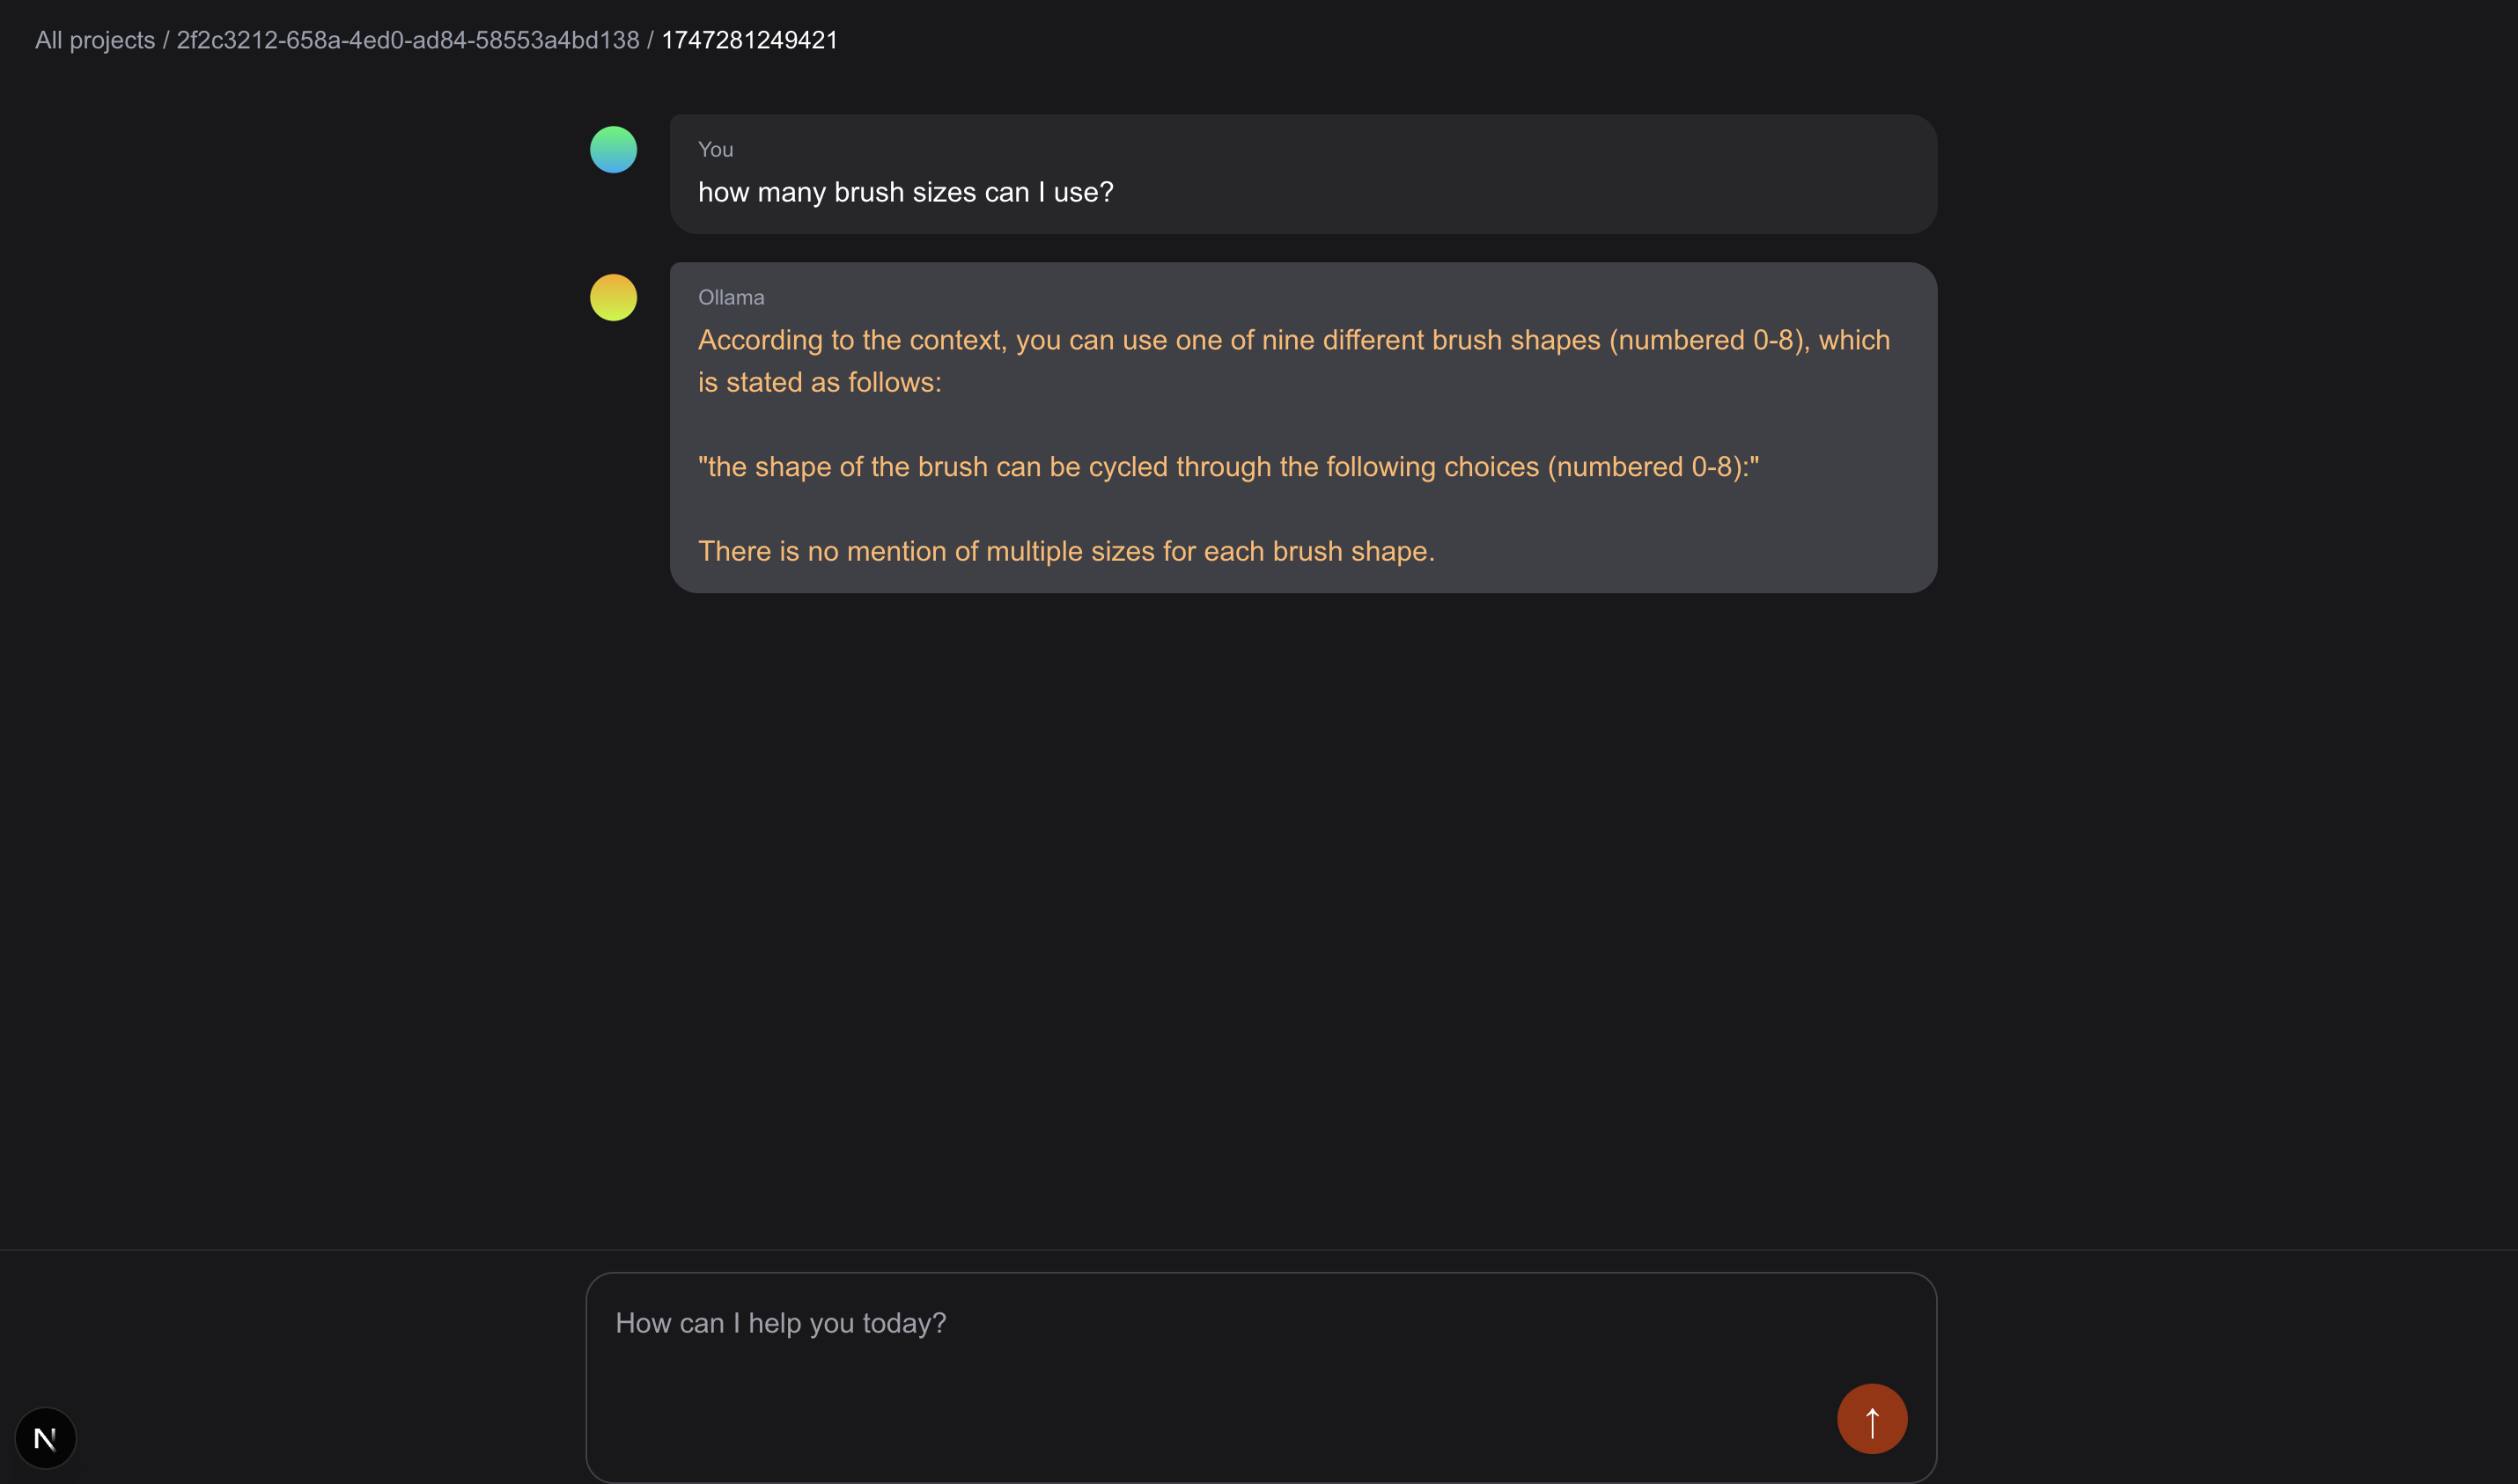 All projects / 2f2c3212-658a-4ed0-ad84-58553a4bd138 / 1747281249421
You
how many brush sizes can I use?
Ollama
According to the context, you can use one of nine different brush shapes (numbered 0-8), which
is stated as follows:
"the shape of the brush can be cycled through the following choices (numbered 0-8):"
There is no mention of multiple sizes for each brush shape.
How can I help you today?
↑
N